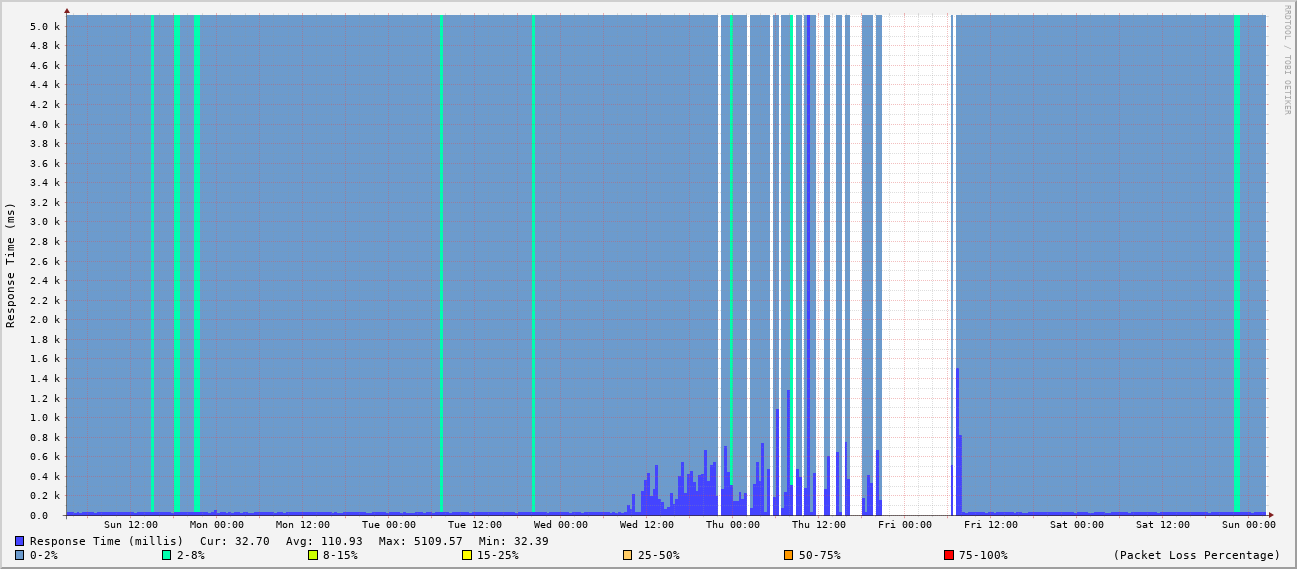 RRDTOOL / TOBI OETIKER
Response Time (ms)
5.0 k
4.8 k
4.6 k
4.4 k
4.2 k
4.0 k
3.8 k
3.6 k
3.4 k
3.2 k
3.0 k
2.8 k
2.6 k
2.4 k
2.2 k
2.0 k
1.8 k
1.6 k
1.4 k
1.2 k
1.0 k
0.8 k
0.6 k
0.4 k
0.2 k
0.0
Sun 12:00 Mon 00:00 Mon 12:00 Tue 00:00 Tue 12:00 Wed 00:00 Wed 12:00 Thu 00:00 Thu 12:00 Fri 00:00 Fri 12:00 Sat 00:00 Sat 12:00 Sun 00:00
Response Time (millis) Cur: 32.70 Avg: 110.93 Max: 5109.57 Min: 32.39
0-2% 2-8% 8-15% 15-25% 25-50% 50-75% 75-100% (Packet Loss Percentage)